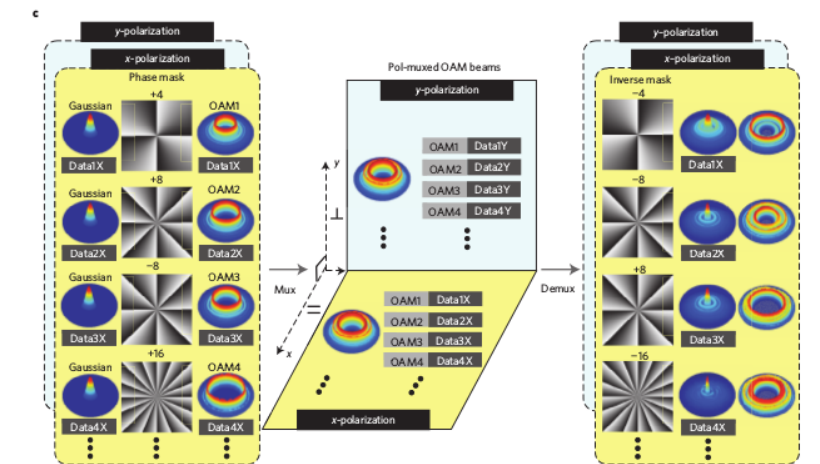 c
y-polarization
x-polarization
Phase mask
Gaussian
+4
OAM1
Data1X
Data1X
Gaussian
+8
OAM2
Data2X
Data2X
Gaussian
−8
OAM3
Data3X
Data3X
Gaussian
+16
OAM4
Data4X
Data4X
Mux
Pol-muxed OAM beams
y-polarization
OAM1 Data1Y
OAM2 Data2Y
OAM3 Data3Y
OAM4 Data4Y
y
⊥
=
x
OAM1 Data1X
OAM2 Data2X
OAM3 Data3X
OAM4 Data4X
x-polarization
Demux
y-polarization
x-polarization
Inverse mask
−4
Data1X
−8
Data2X
+8
Data3X
−16
Data4X